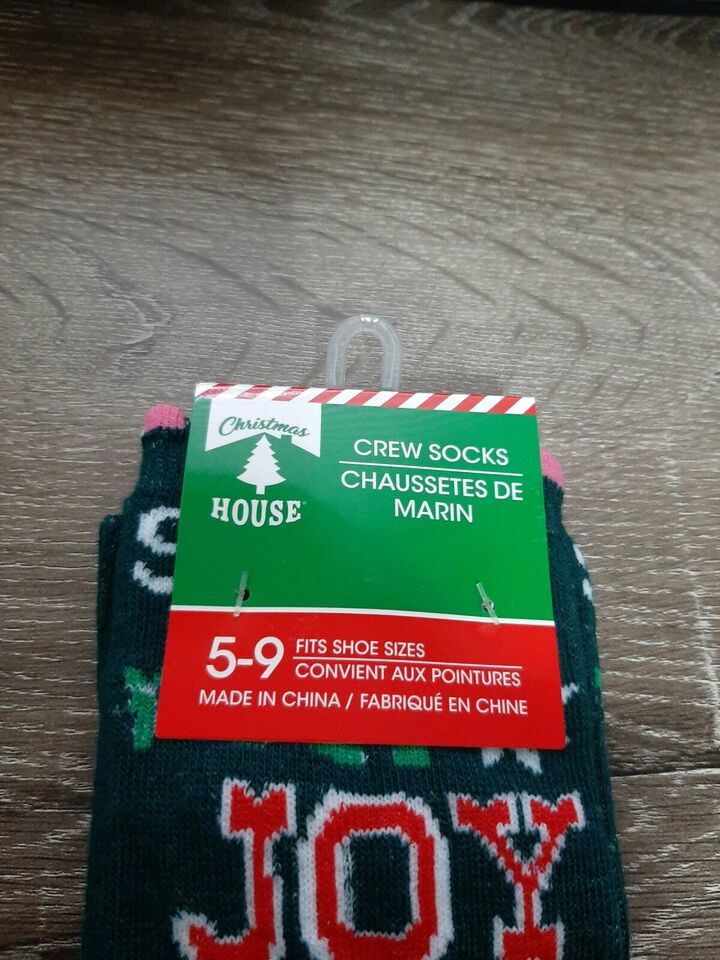 Christmas
HOUSE
CREW SOCKS
CHAUSSETES DE
MARIN
5-9
FITS SHOE SIZES
CONVIENT AUX POINTURES
MADE IN CHINA / FABRIQUÉ EN CHINE
JOY